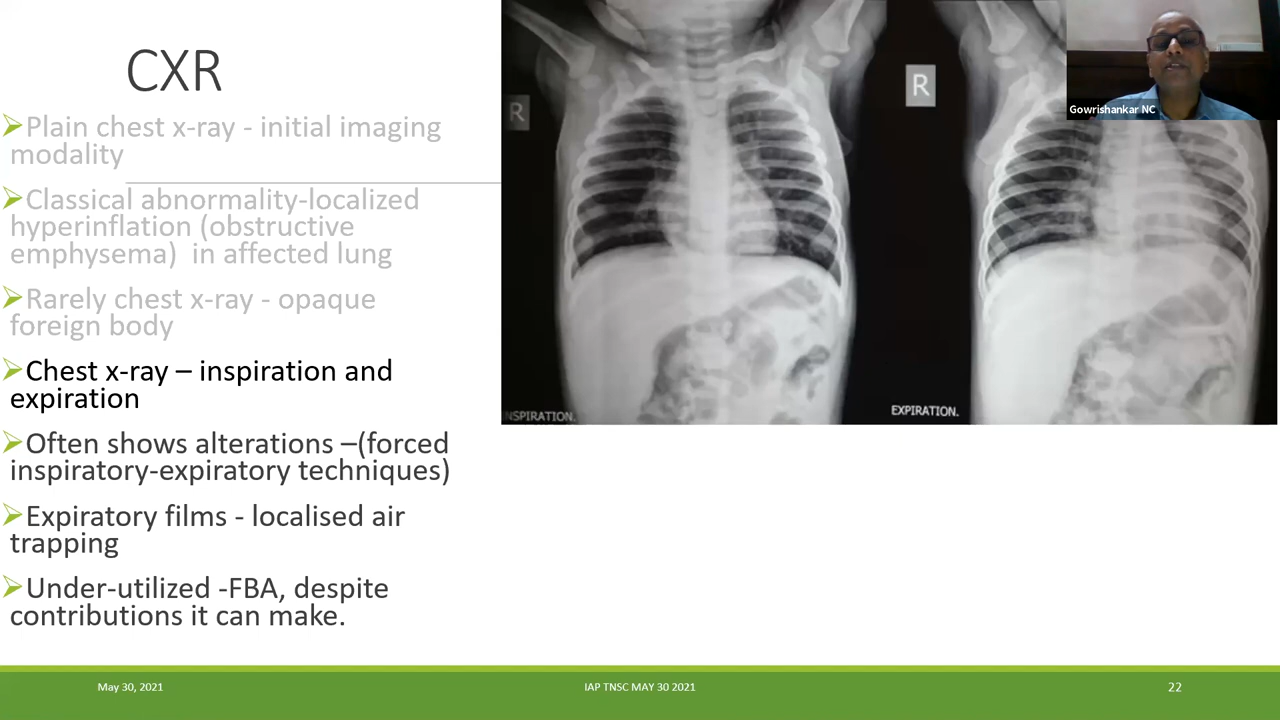 CXR
Plain chest x-ray - initial imaging
modality
Classical abnormality-localized
hyperinflation (obstructive
emphysema) in affected lung
Rarely chest x-ray - opaque
foreign body
Chest x-ray – inspiration and
expiration
Often shows alterations –(forced
inspiratory-expiratory techniques)
Expiratory films - localised air
trapping
Under-utilized -FBA, despite
contributions it can make.
R
NSPIRATION.
R
EXPIRATION.
Gowrishankar NC
May 30, 2021
IAP TNSC MAY 30 2021
22